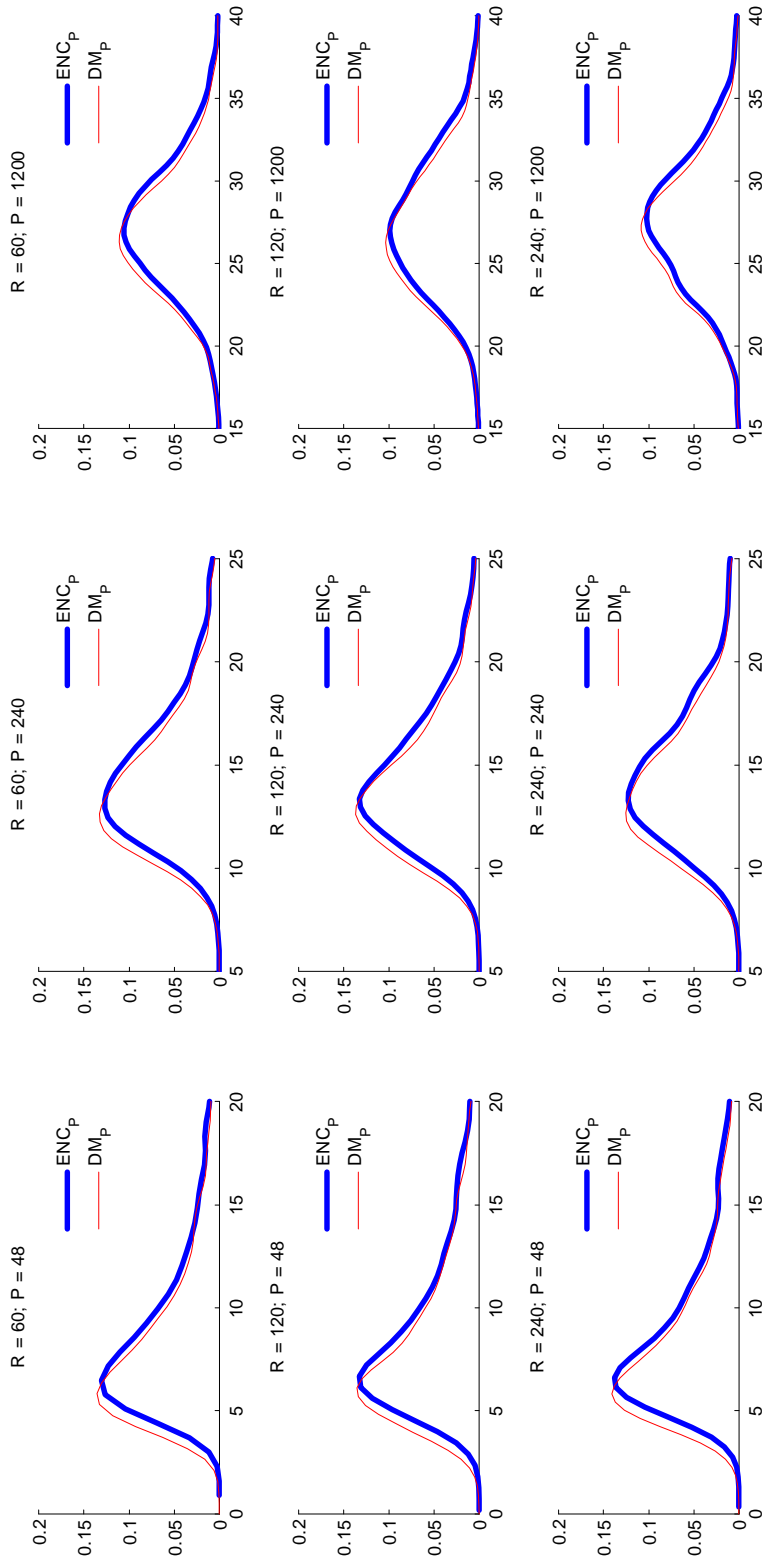 R = 60; P = 48
0.2
0.15
0.1
0.05
0
0 5 10 15 20
ENC_P
DM_P
R = 60; P = 240
0.2
0.15
0.1
0.05
0
5 10 15 20 25
ENC_P
DM_P
R = 60; P = 1200
0.2
0.15
0.1
0.05
0
15 20 25 30 35 40
ENC_P
DM_P
R = 120; P = 48
0.2
0.15
0.1
0.05
0
0 5 10 15 20
ENC_P
DM_P
R = 120; P = 240
0.2
0.15
0.1
0.05
0
5 10 15 20 25
ENC_P
DM_P
R = 120; P = 1200
0.2
0.15
0.1
0.05
0
15 20 25 30 35 40
ENC_P
DM_P
R = 240; P = 48
0.2
0.15
0.1
0.05
0
0 5 10 15 20
ENC_P
DM_P
R = 240; P = 240
0.2
0.15
0.1
0.05
0
5 10 15 20 25
ENC_P
DM_P
R = 240; P = 1200
0.2
0.15
0.1
0.05
0
15 20 25 30 35 40
ENC_P
DM_P